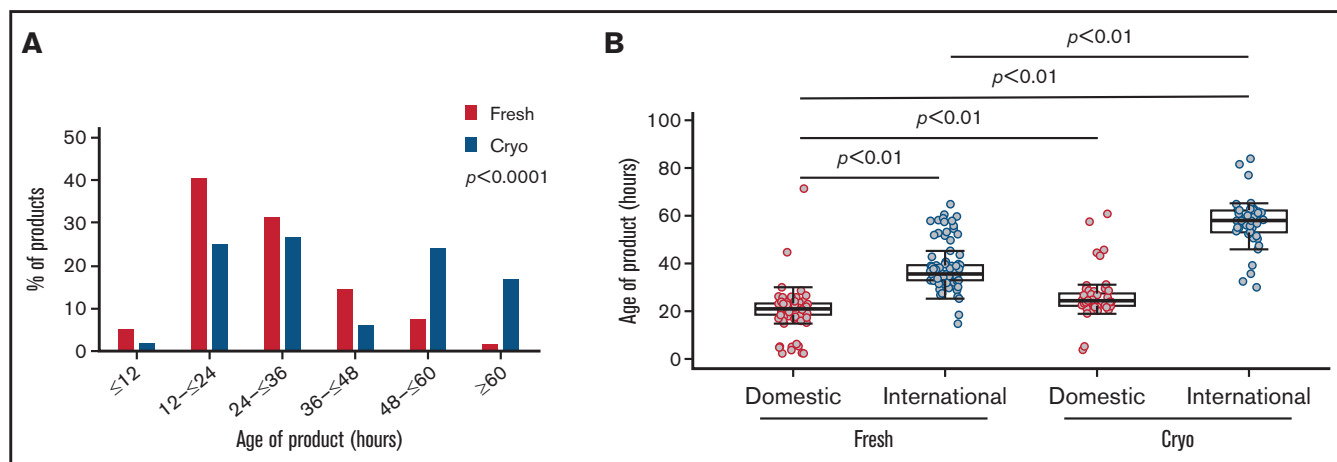 A
Fresh
Cryo
p<0.0001
% of products
50
40
30
20
10
0
≤12
12–≤24
24–≤36
36–≤48
48–≤60
≥60
Age of product (hours)
B
p<0.01
p<0.01
p<0.01
p<0.01
Age of product (hours)
100
80
60
40
20
0
Domestic International Domestic International
Fresh Cryo